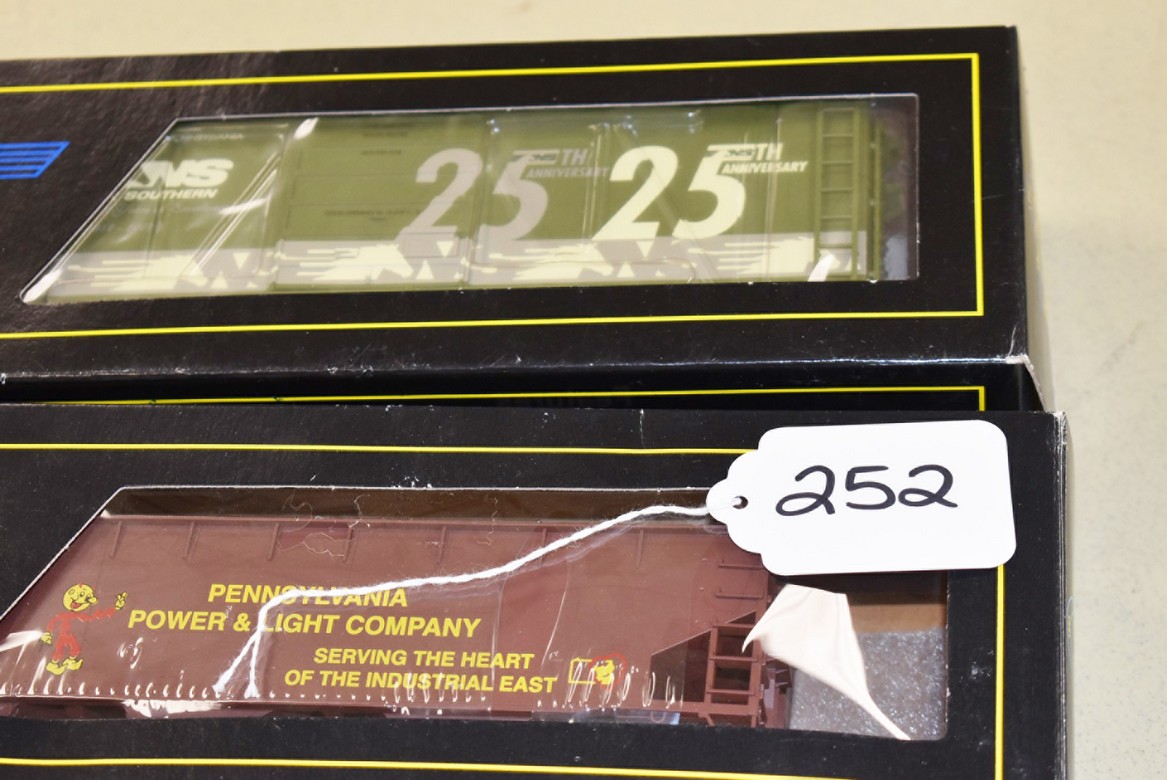 NS
SOUTHERN
25 TH
ANNIVERSARY
25 NS TH
ANNIVERSARY
252
PENNSYLVANIA
POWER & LIGHT COMPANY
SERVING THE HEART
OF THE INDUSTRIAL EAST